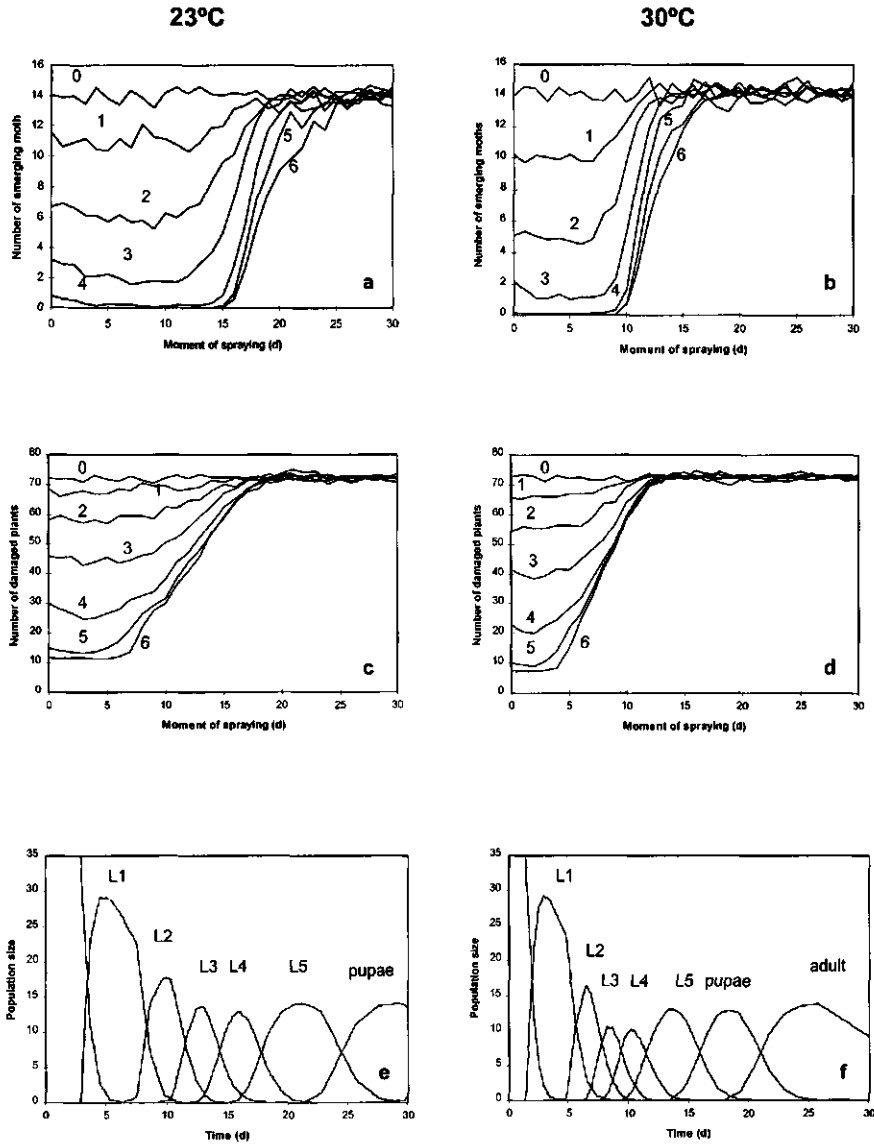 23ºC 30ºC
Number of emerging moth
16
14
12
10
8
6
4
2
0
0
1
2
3
4
5
6
a
0 5 10 15 20 25 30
Moment of spraying (d)
Number of emerging moths
16
14
12
10
8
6
4
2
0
0
1
2
3
4
5
6
b
0 5 10 15 20 25 30
Moment of spraying (d)
Number of damaged plants
80
70
60
50
40
30
20
10
0
0
1
2
3
4
5
6
c
0 5 10 15 20 25 30
Moment of spraying (d)
Number of damaged plants
80
70
60
50
40
30
20
10
0
0
1
2
3
4
5
6
d
0 5 10 15 20 25 30
Moment of spraying (d)
Population size
35
30
25
20
15
10
5
0
L1
L2
L3 L4 L5 pupae
e
0 5 10 15 20 25 30
Time (d)
Population size
35
30
25
20
15
10
5
0
L1
L2
L3 L4 L5 pupae adult
f
0 5 10 15 20 25 30
Time (d)